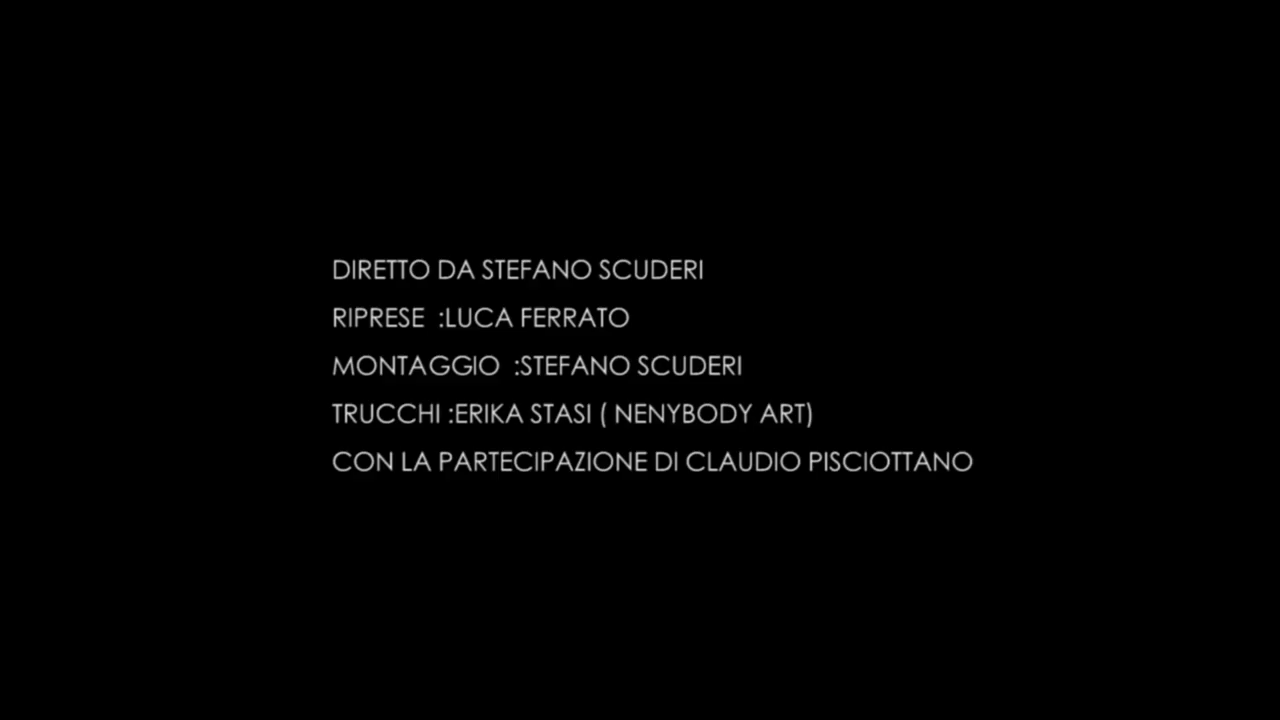 DIRETTO DA STEFANO SCUDERI
RIPRESE  :LUCA FERRATO
MONTAGGIO  :STEFANO SCUDERI
TRUCCHI :ERIKA STASI ( NENYBODY ART)
CON LA PARTECIPAZIONE DI CLAUDIO PISCIOTTANO